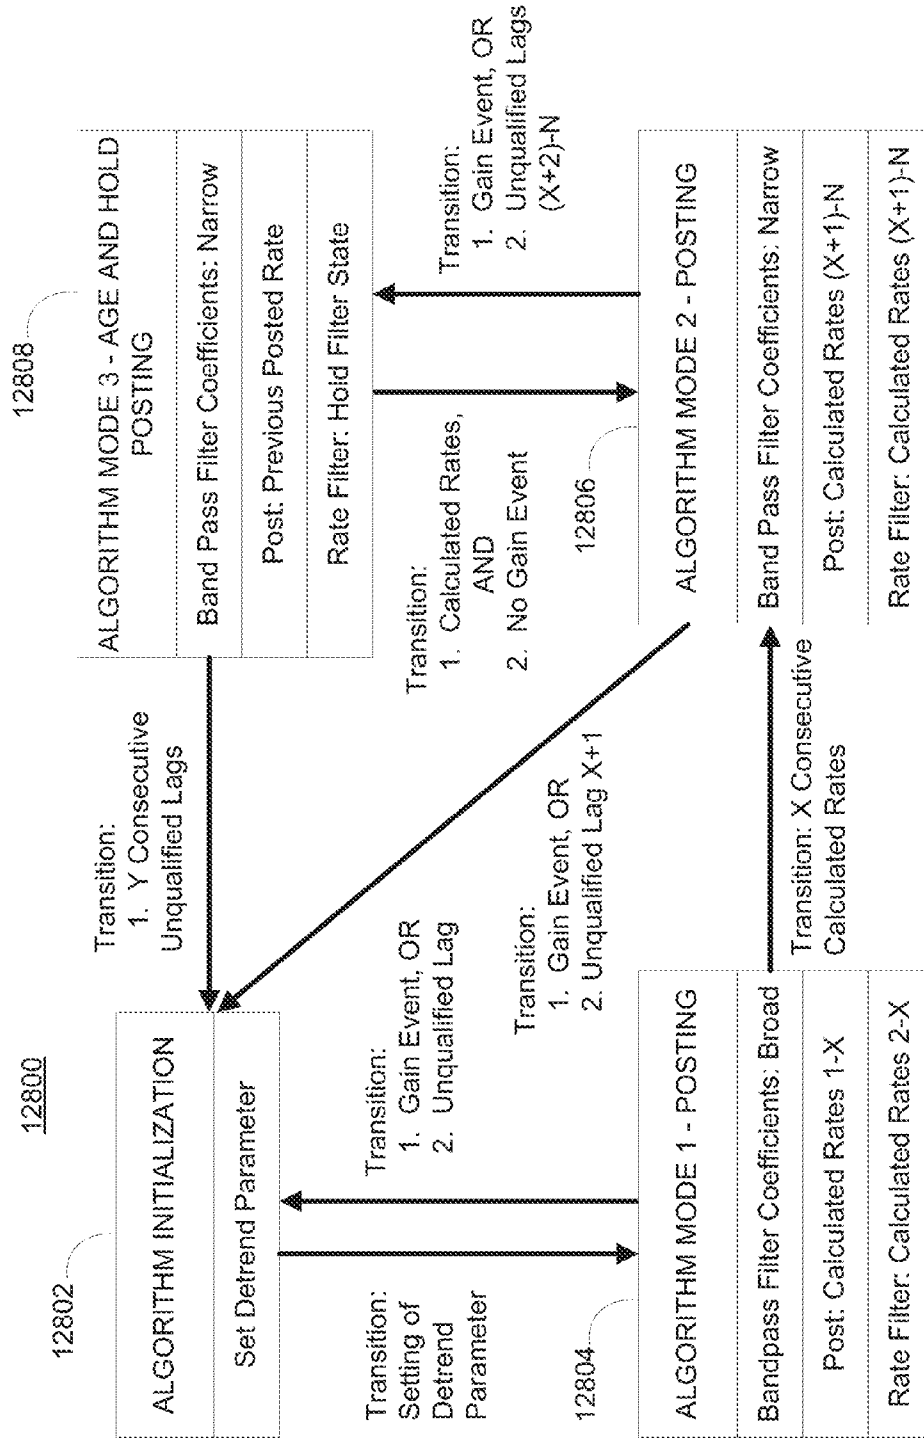 12800
12802
ALGORITHM INITIALIZATION
Set Detrend Parameter
Transition:
1. Y Consecutive
Unqualified Lags
12808
ALGORITHM MODE 3 - AGE AND HOLD
POSTING
Band Pass Filter Coefficients: Narrow
Post: Previous Posted Rate
Rate Filter: Hold Filter State
Transition:
Setting of
Detrend
Parameter
Transition:
1. Gain Event, OR
2. Unqualified Lag
Transition:
1. Gain Event, OR
2. Unqualified Lag X+1
Transition:
1. Calculated Rates,
AND
2. No Gain Event
Transition:
1. Gain Event, OR
2. Unqualified Lags
(X+2)-N
12804
ALGORITHM MODE 1 - POSTING
Bandpass Filter Coefficients: Broad
Post: Calculated Rates 1-X
Rate Filter: Calculated Rates 2-X
Transition: X Consecutive
Calculated Rates
12806
ALGORITHM MODE 2 - POSTING
Band Pass Filter Coefficients: Narrow
Post: Calculated Rates (X+1)-N
Rate Filter: Calculated Rates (X+1)-N